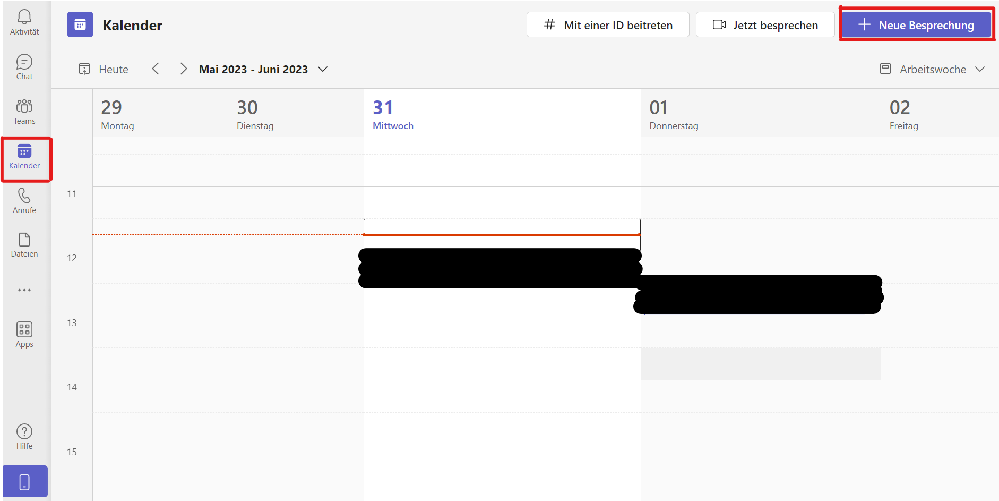 Aktivität
Chat
Teams
Kalender
Anrufe
Dateien
Apps
Hilfe
Kalender
# Mit einer ID beitreten
Jetzt besprechen
+ Neue Besprechung
Heute
Mai 2023 - Juni 2023
Arbeitswoche
29
Montag
30
Dienstag
31
Mittwoch
01
Donnerstag
02
Freitag
11
12
13
14
15